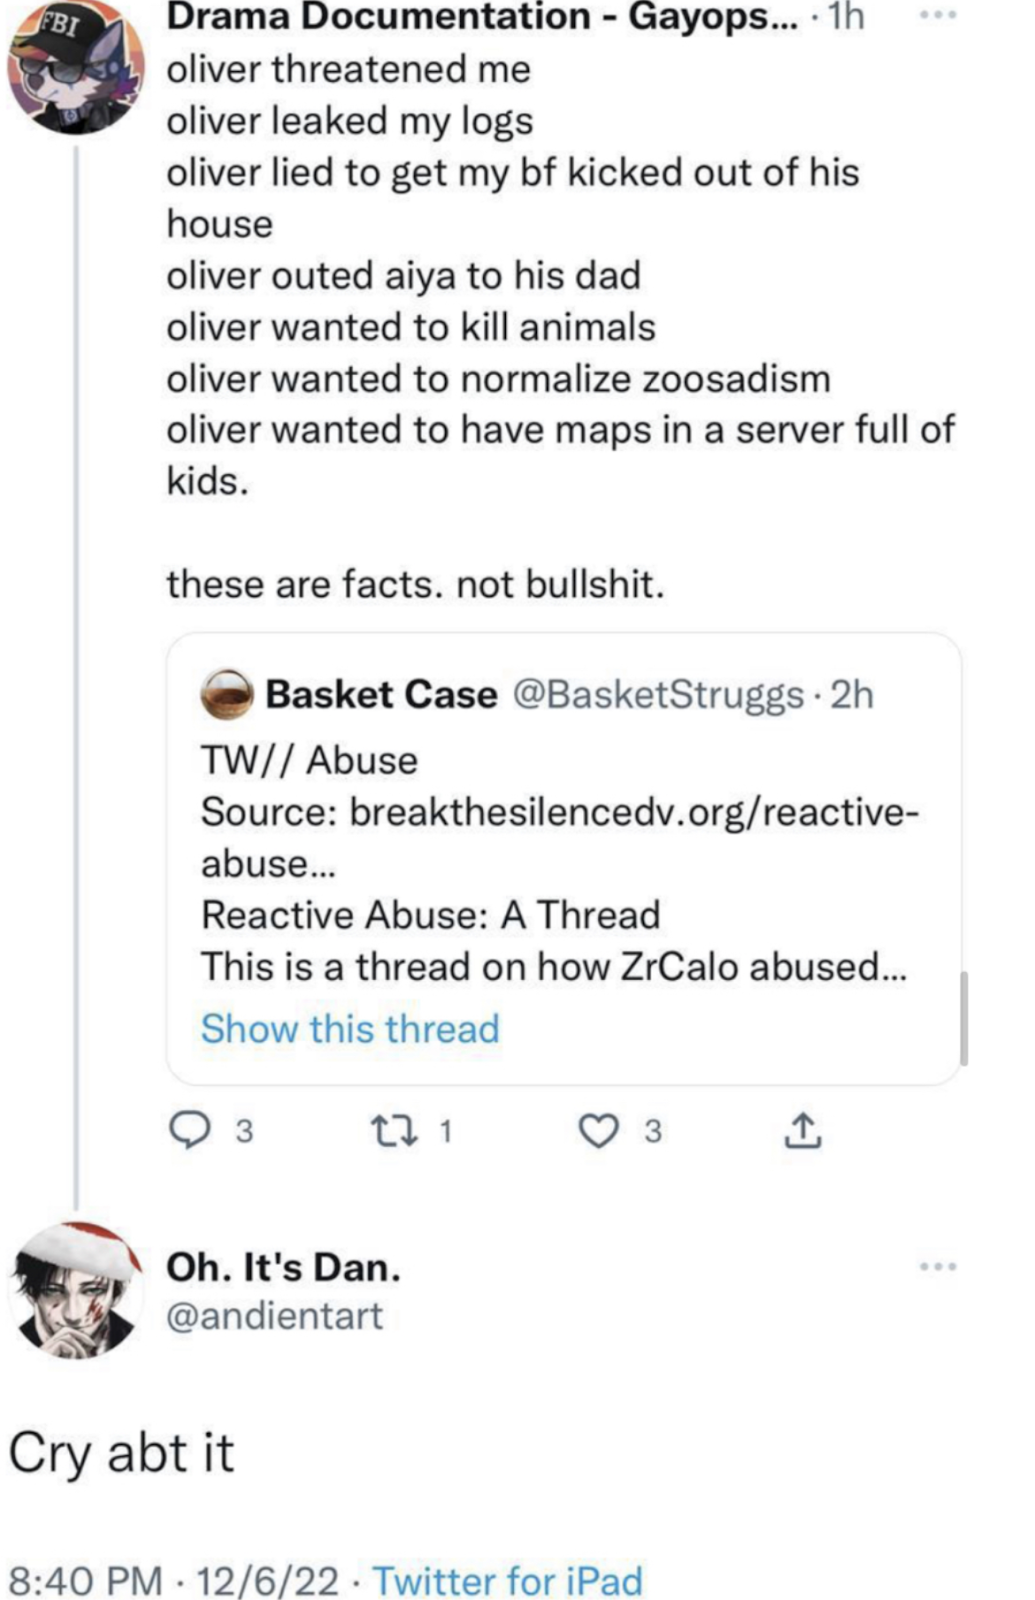 FBI
Drama Documentation - Gayops... · 1h
oliver threatened me
oliver leaked my logs
oliver lied to get my bf kicked out of his
house
oliver outed aiya to his dad
oliver wanted to kill animals
oliver wanted to normalize zoosadism
oliver wanted to have maps in a server full of
kids.
these are facts. not bullshit.
Basket Case @BasketStruggs · 2h
TW// Abuse
Source: breakthesilencedv.org/reactive-
abuse...
Reactive Abuse: A Thread
This is a thread on how ZrCalo abused...
Show this thread
3 1 3
Oh. It's Dan.
@andientart
Cry abt it
8:40 PM · 12/6/22 · Twitter for iPad